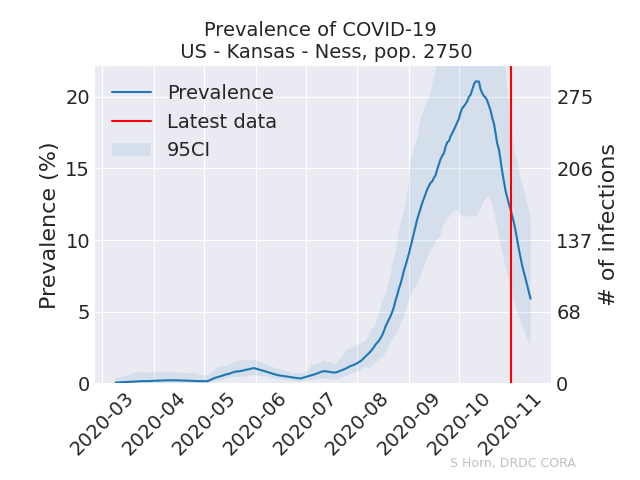 Prevalence of COVID-19
US - Kansas - Ness, pop. 2750
Prevalence
Latest data
95CI
Prevalence (%)
20
15
10
5
0
275
206
137
68
0
# of infections
2020-03
2020-04
2020-05
2020-06
2020-07
2020-08
2020-09
2020-10
2020-11
S Horn, DRDC CORA